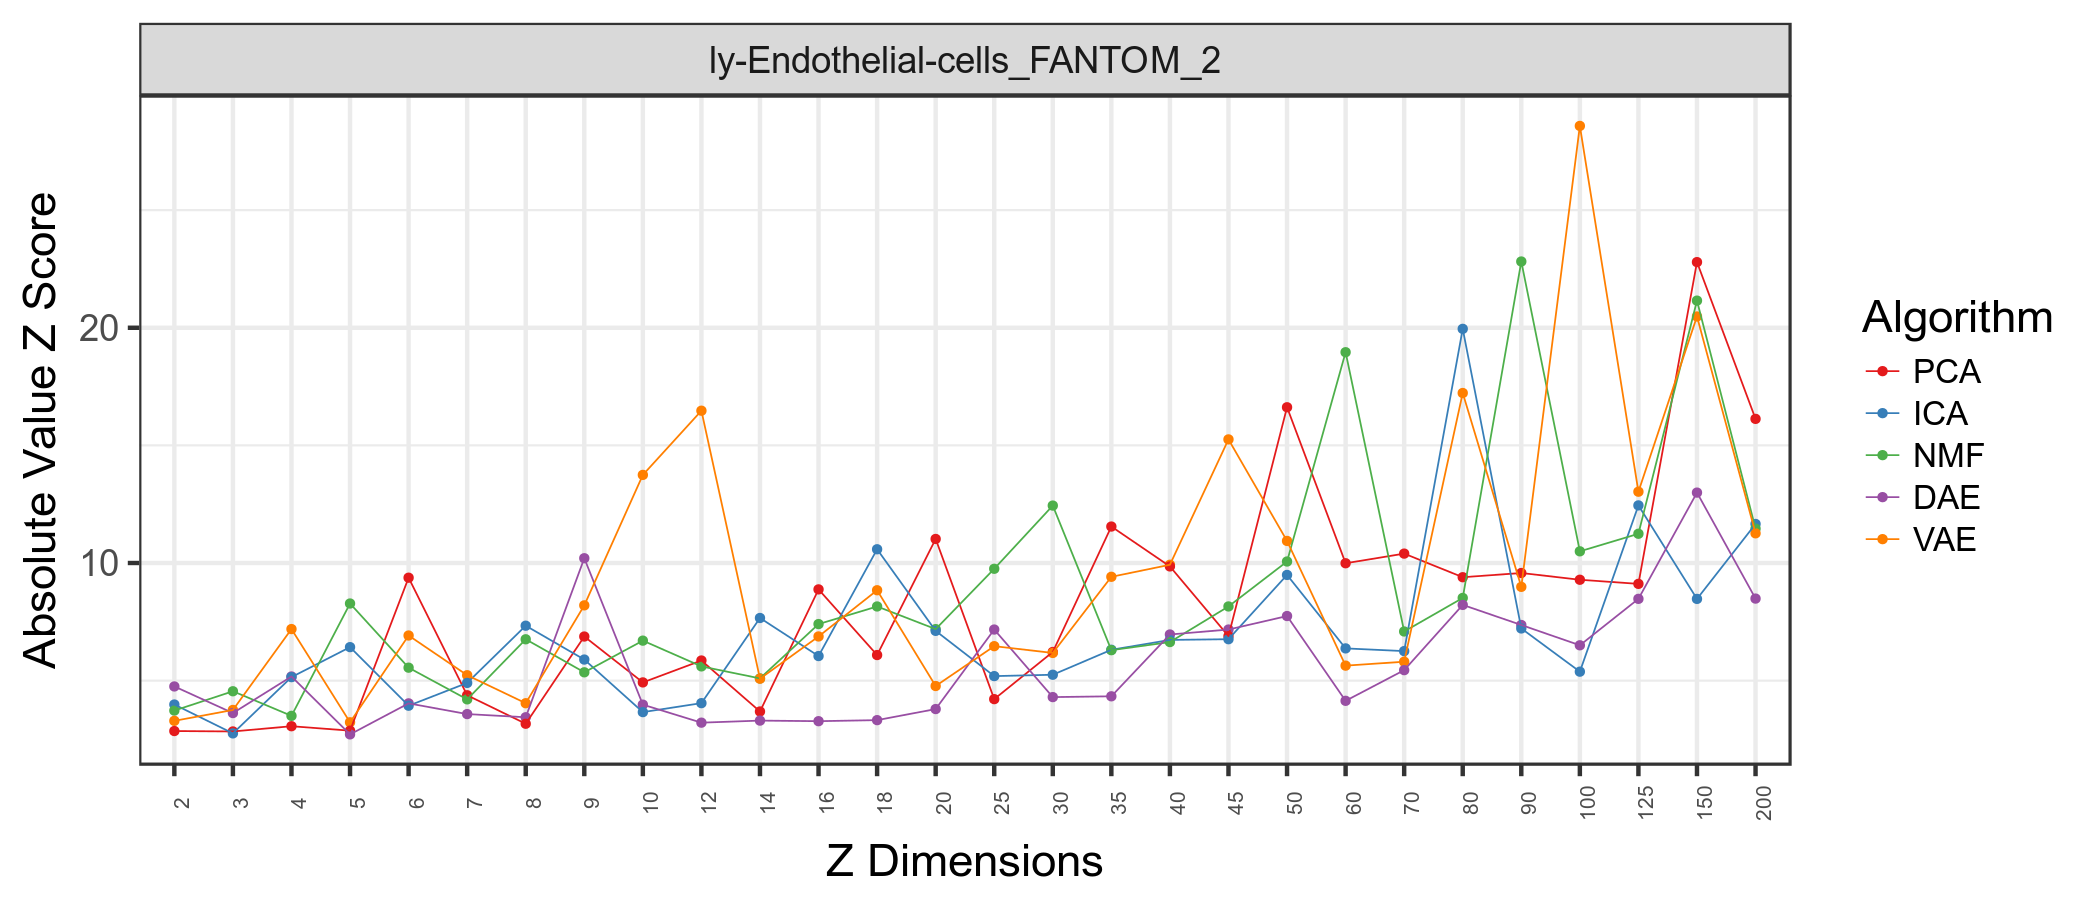 ly-Endothelial-cells_FANTOM_2
Absolute Value Z Score
20
10
2 3 4 5 6 7 8 9 10 12 14 16 18 20 25 30 35 40 45 50 60 70 80 90 100 125 150 200
Z Dimensions
Algorithm
PCA
ICA
NMF
DAE
VAE